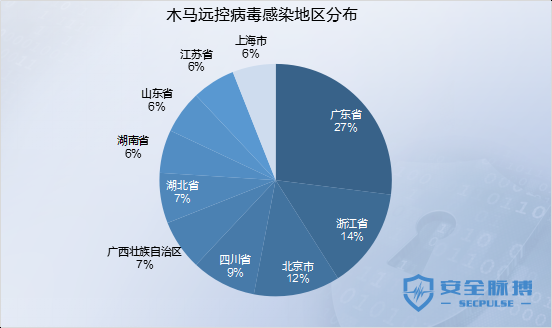 木马远控病毒感染地区分布
广东省
27%
浙江省
14%
北京市
12%
四川省
9%
广西壮族自治区
7%
湖北省
7%
湖南省
6%
山东省
6%
江苏省
6%
上海市
6%
安全脉搏
SECPULSE